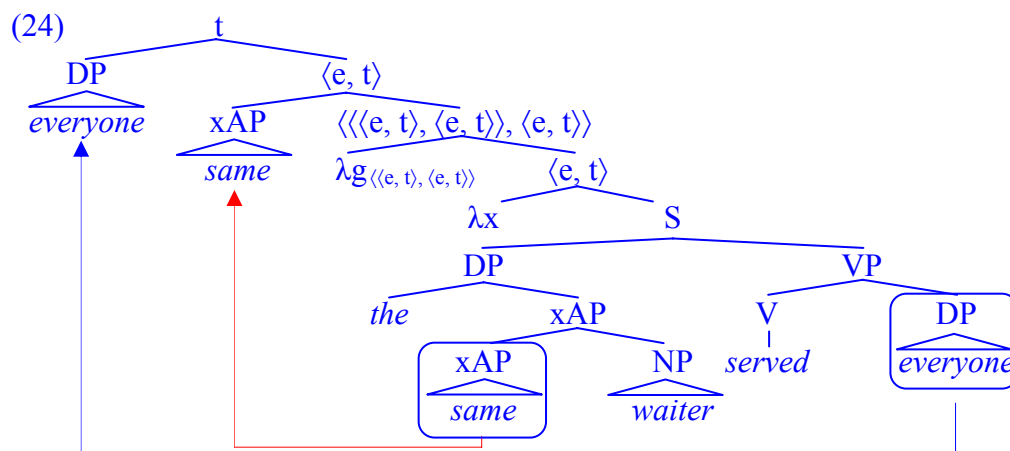 (24) t
DP ⟨e, t⟩
everyone xAP ⟨⟨⟨e, t⟩, ⟨e, t⟩⟩, ⟨e, t⟩⟩
same λg⟨⟨e, t⟩, ⟨e, t⟩⟩ ⟨e, t⟩
λx S
DP VP
the xAP V DP
xAP NP served everyone
same waiter